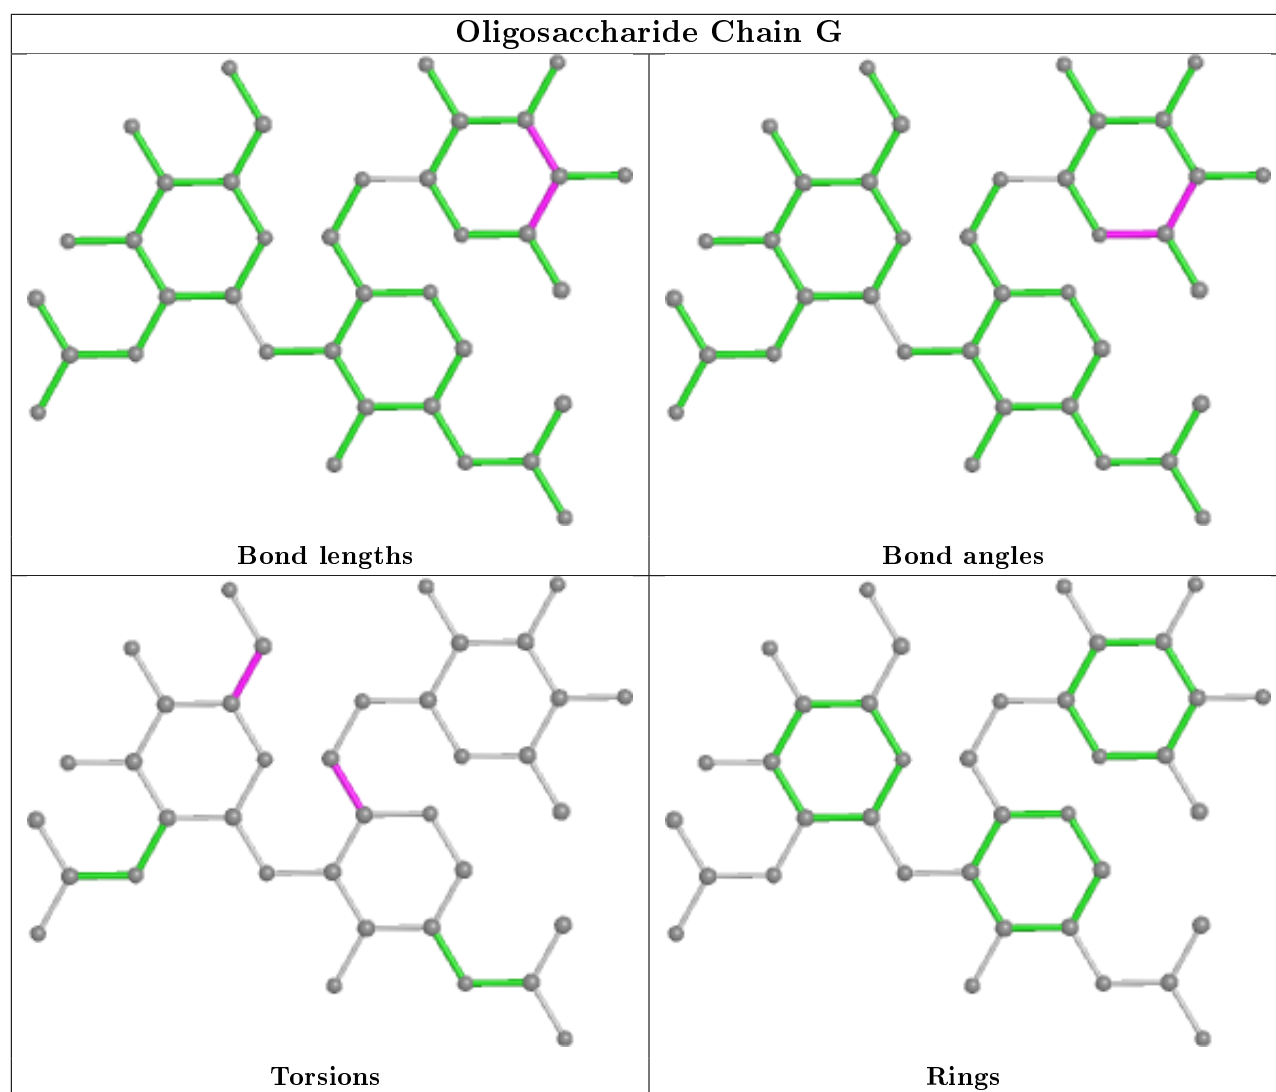 Oligosaccharide Chain G
Bond lengths
Bond angles
Torsions
Rings